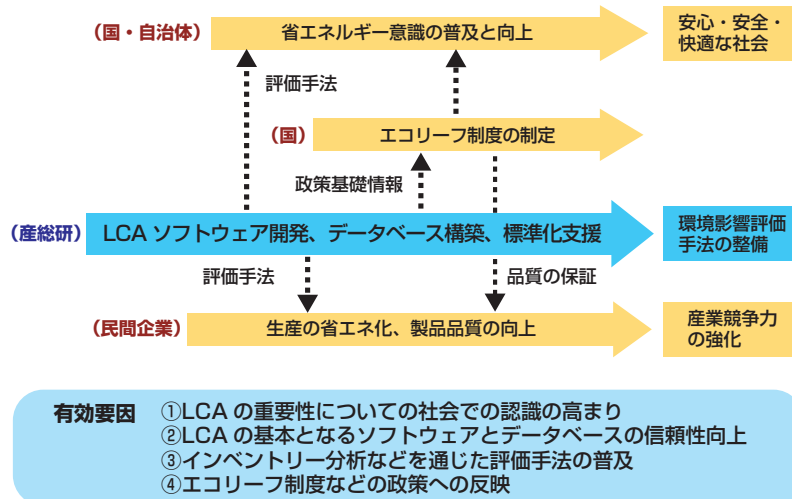 (国・自治体)
省エネルギー意識の普及と向上
安心・安全・
快適な社会
評価手法
(国)
エコリーフ制度の制定
政策基礎情報
(産総研)
LCA ソフトウェア開発、データベース構築、標準化支援
環境影響評価
手法の整備
評価手法
品質の保証
(民間企業)
生産の省エネ化、製品品質の向上
産業競争力
の強化
有効要因
①LCA の重要性についての社会での認識の高まり
②LCA の基本となるソフトウェアとデータベースの信頼性向上
③インベントリー分析などを通じた評価手法の普及
④エコリーフ制度などの政策への反映